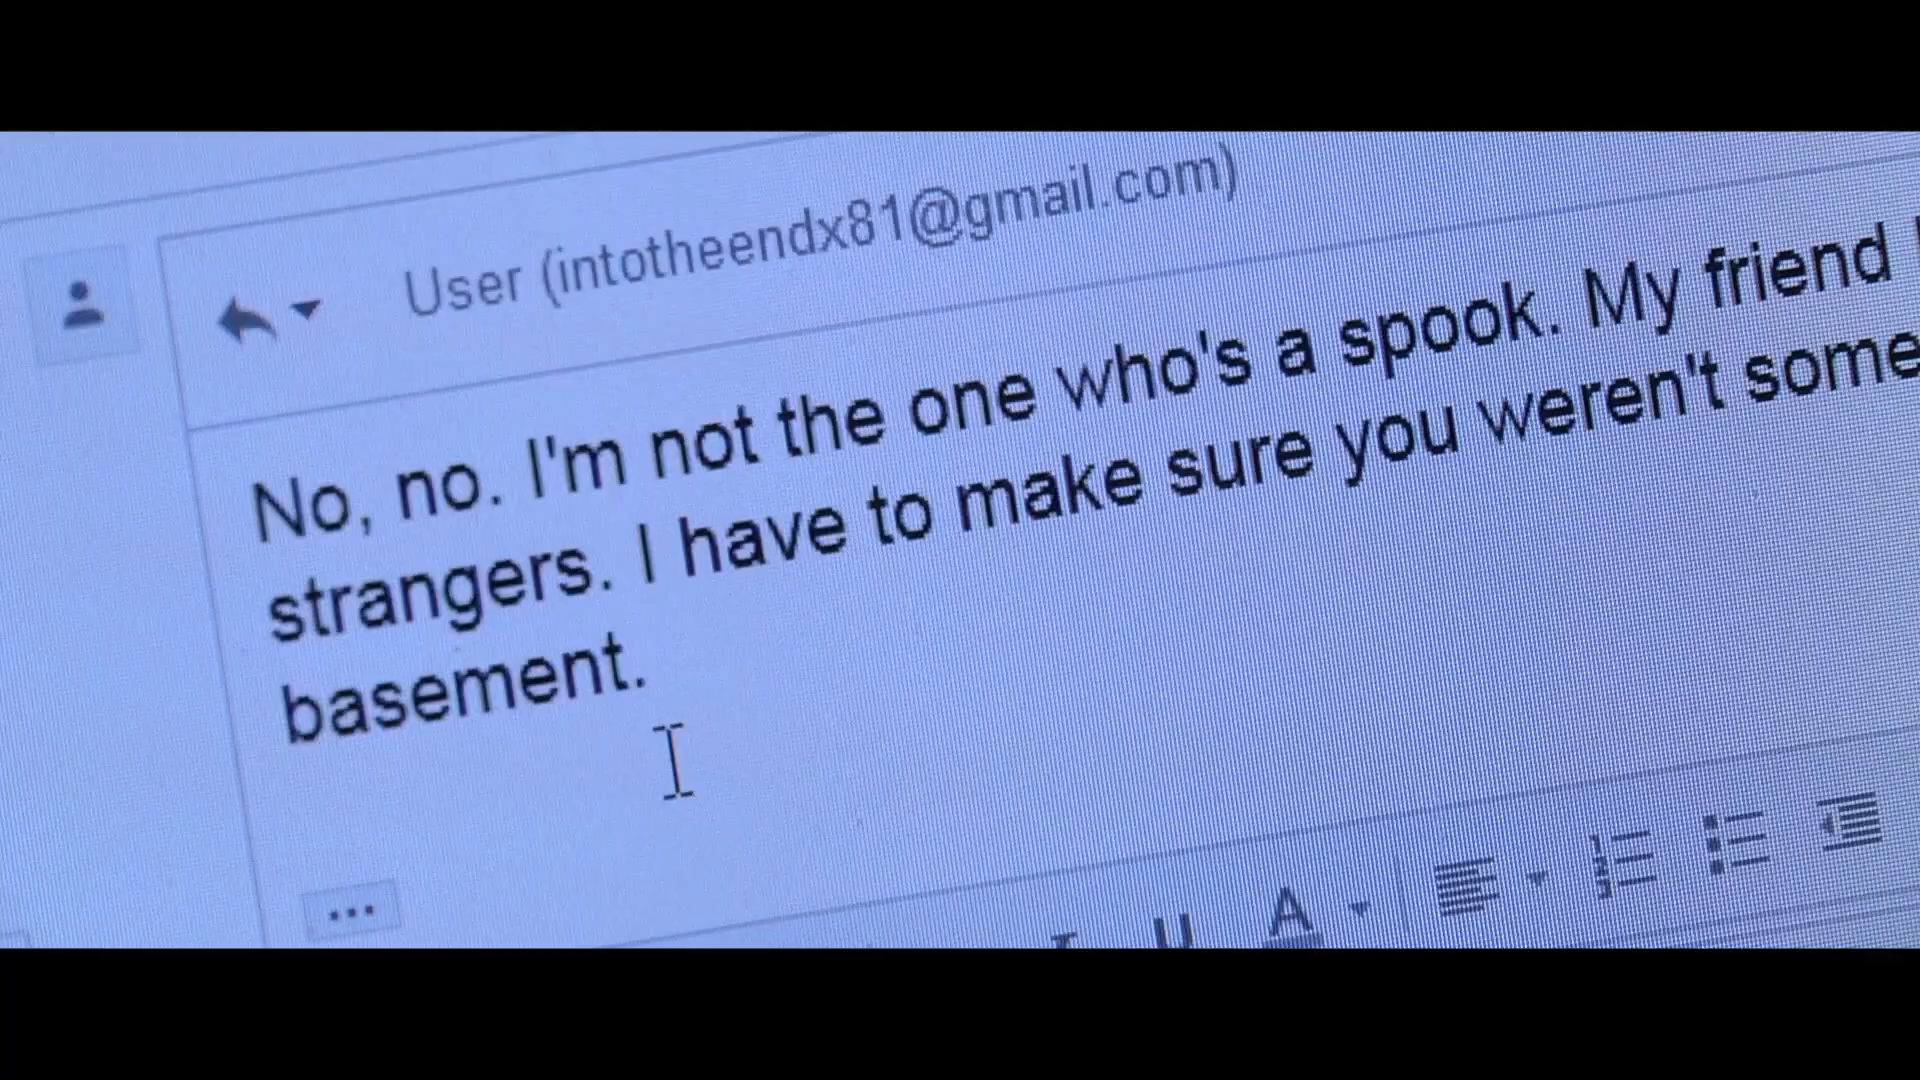 User (intotheendx81@gmail.com)
No, no. I'm not the one who's a spook. My friend
strangers. I have to make sure you weren't some
basement.
...
U A